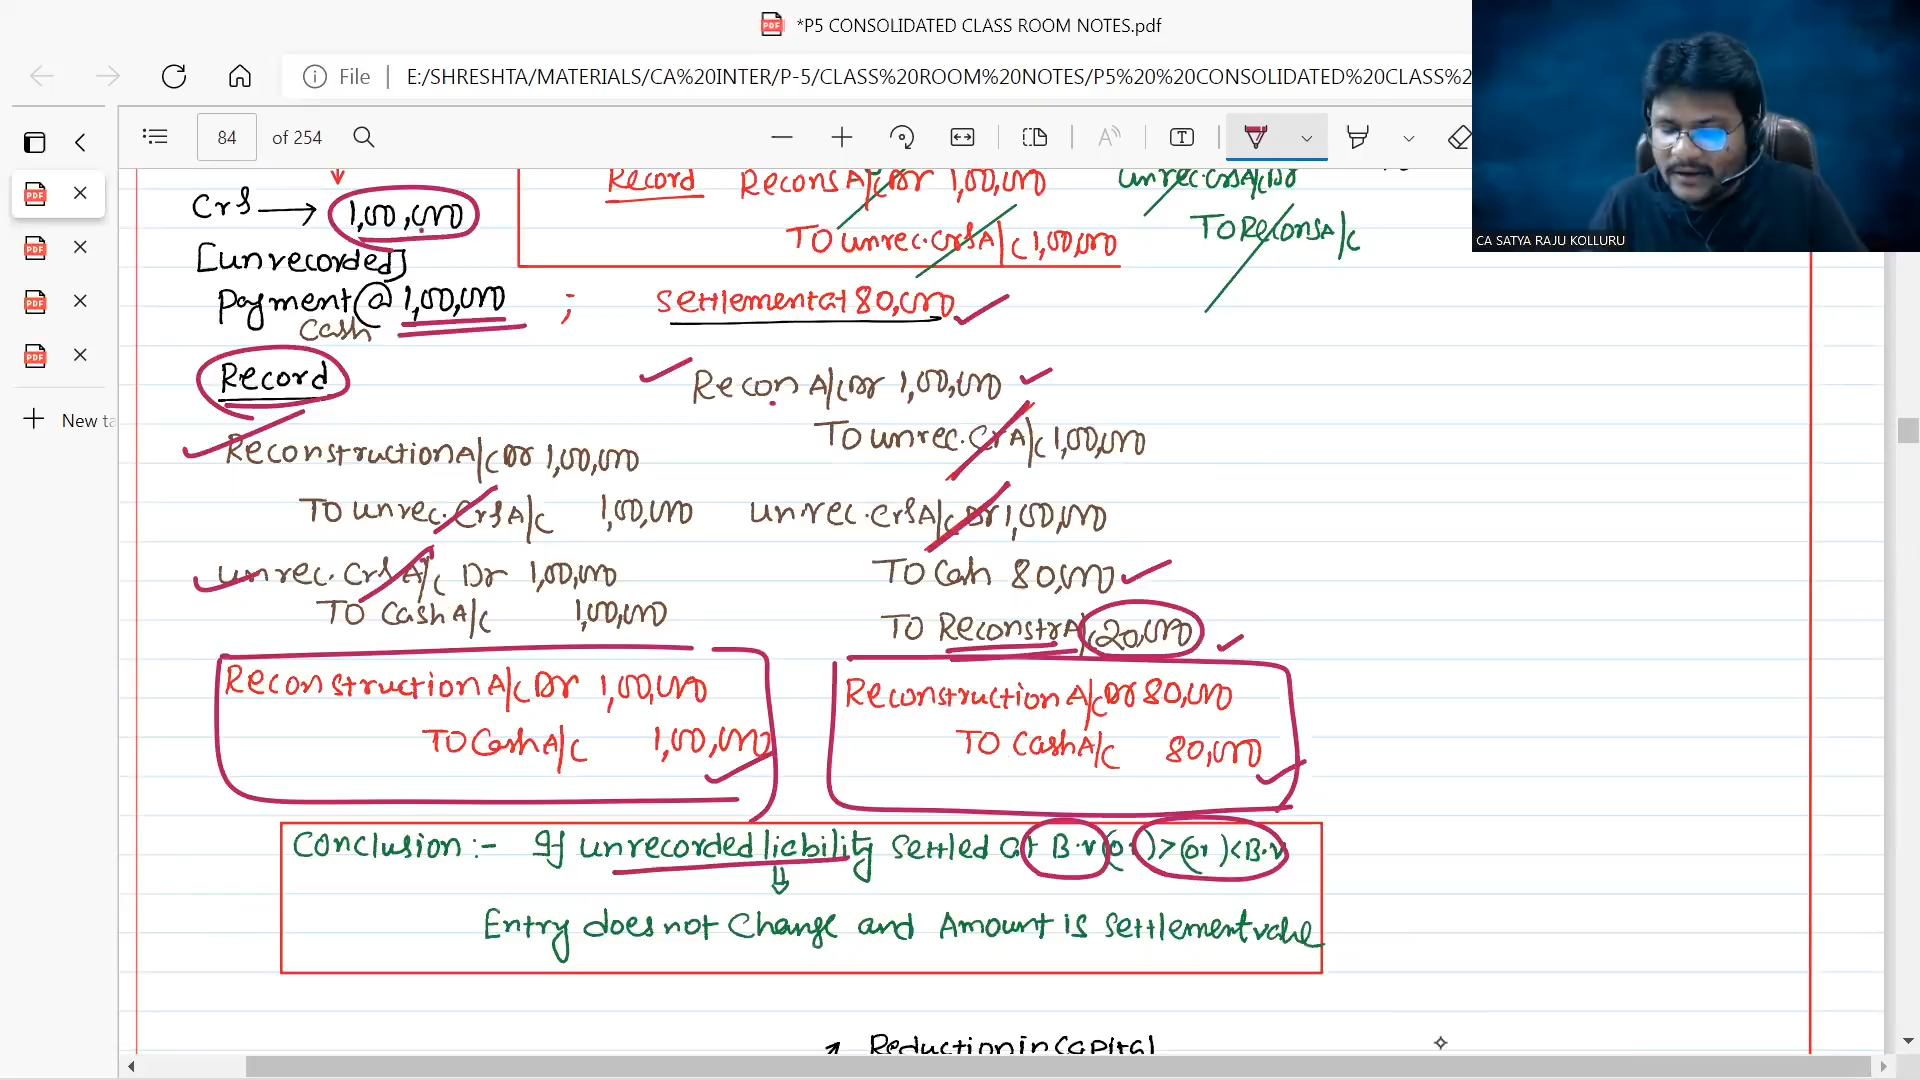 *P5 CONSOLIDATED CLASS ROOM NOTES.pdf
File E:/SHRESHTA/MATERIALS/CA%20INTER/P-5/CLASS%20ROOM%20NOTES/P5%20%20CONSOLIDATED%20CLASS%2
84 of 254
New ta
CA SATYA RAJU KOLLURU
Record Recons A/c Dr 1,00,000
To unrec.Crs A/c 1,00,000
unrec.Crs A/c Dr
To Recons A/c
Crs → 1,00,000
[unrecorded]
Payment @ 1,00,000 ; Settlement at 80,000
Cash
Record
Reconstruction A/c Dr 1,00,000
To unrec.Crs A/c 1,00,000
unrec.Crs A/c Dr 1,00,000
To Cash A/c 1,00,000
Reconstruction A/c Dr 1,00,000
To Cash A/c 1,00,000
Recon A/c Dr 1,00,000
To unrec.Cr A/c 1,00,000
unrec.Crs A/c Dr 1,00,000
To Cash 80,000
To Reconstr A/c 20,000
Reconstruction A/c Dr 80,000
To Cash A/c 80,000
Conclusion:- If unrecorded liability settled at B.V (or) > (or) < B.V
Entry does not Change and Amount is Settlement value
Reduction in Capital